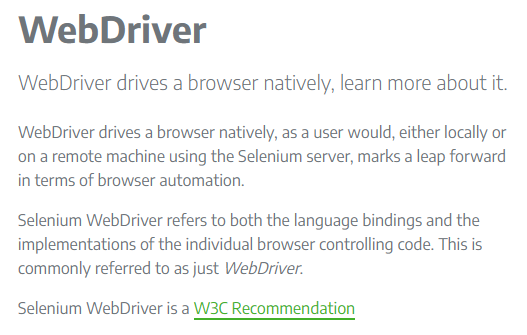 WebDriver
WebDriver drives a browser natively, learn more about it.
WebDriver drives a browser natively, as a user would, either locally or
on a remote machine using the Selenium server, marks a leap forward
in terms of browser automation.
Selenium WebDriver refers to both the language bindings and the
implementations of the individual browser controlling code. This is
commonly referred to as just WebDriver.
Selenium WebDriver is a W3C Recommendation